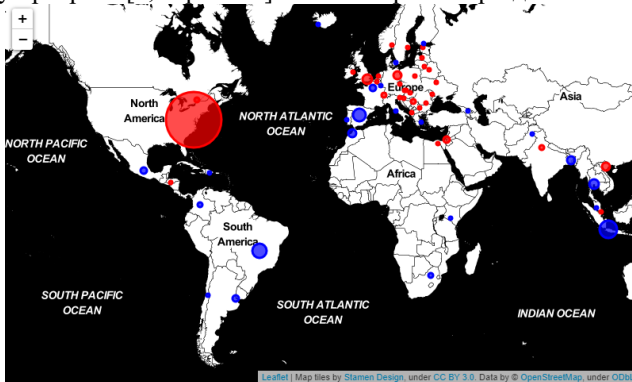 +
−
North
America
NORTH ATLANTIC
OCEAN
Europe
Asia
NORTH PACIFIC
OCEAN
Africa
South
America
SOUTH PACIFIC
OCEAN
SOUTH ATLANTIC
OCEAN
INDIAN OCEAN
Leaflet | Map tiles by Stamen Design, under CC BY 3.0. Data by © OpenStreetMap, under ODbL